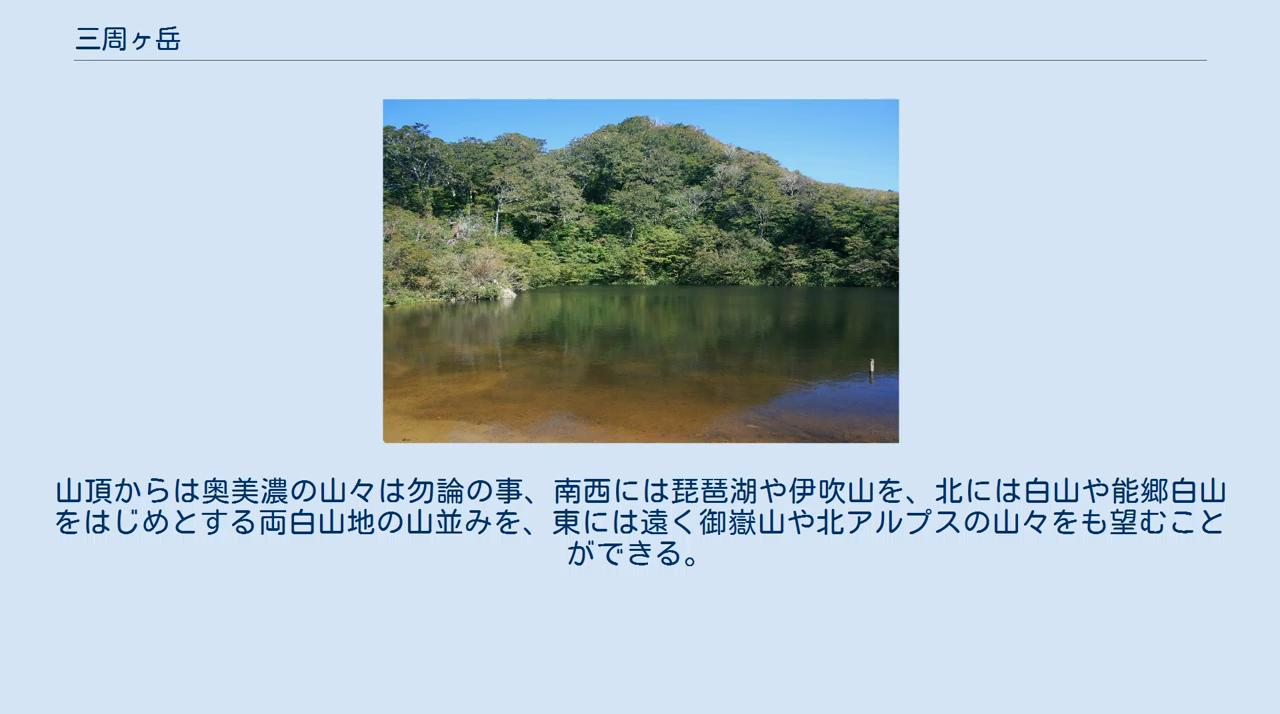 三周ヶ岳
山頂からは奥美濃の山々は勿論の事、南西には琵琶湖や伊吹山を、北には白山や能郷白山
をはじめとする両白山地の山並みを、東には遠く御嶽山や北アルプスの山々をも望むこと
ができる。